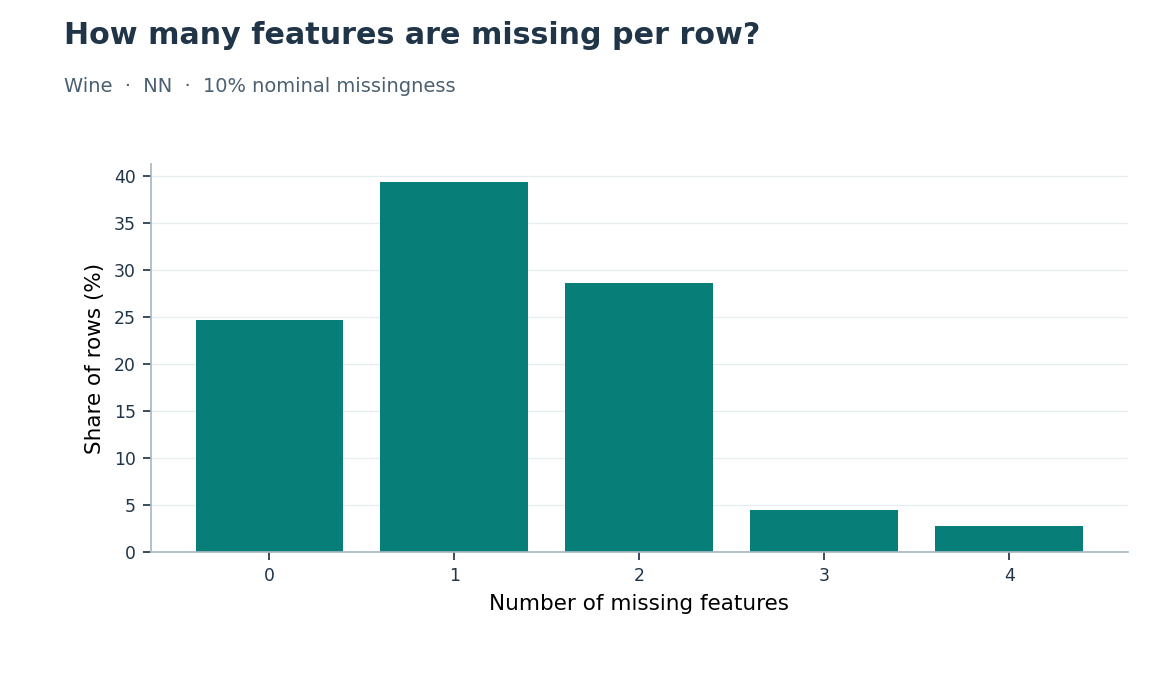 How many features are missing per row?
Wine · NN · 10% nominal missingness
Share of rows (%)
40
35
30
25
20
15
10
5
0
0 1 2 3 4
Number of missing features